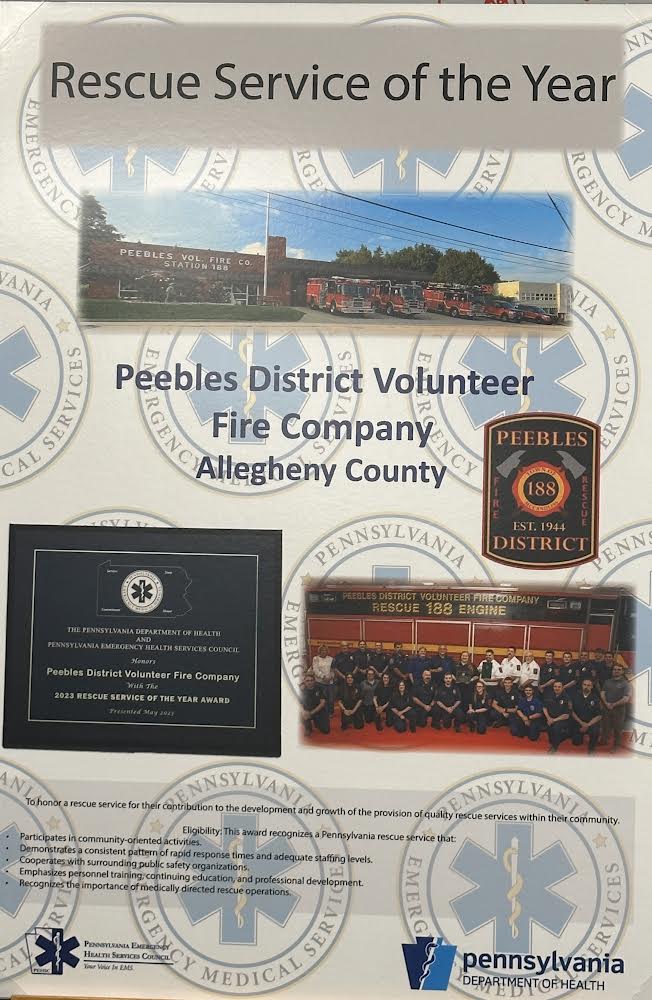 Rescue Service of the Year
PEEBLES VOL. FIRE CO.
STATION 188
Peebles District Volunteer
Fire Company
Allegheny County
PEEBLES
FIRE
TOWN OF
188
RESCUE
EST. 1944
DISTRICT
THE PENNSYLVANIA DEPARTMENT OF HEALTH
AND
PENNSYLVANIA EMERGENCY HEALTH SERVICES COUNCIL
Honors
Peebles District Volunteer Fire Company
With The
2023 RESCUE SERVICE OF THE YEAR AWARD
Presented May 2023
PEEBLES DISTRICT VOLUNTEER FIRE COMPANY
RESCUE 188 ENGINE
To honor a rescue service for their contribution to the development and growth of the provision of quality rescue services within their community.
Eligibility: This award recognizes a Pennsylvania rescue service that:
• Participates in community-oriented activities.
• Demonstrates a consistent pattern of rapid response times and adequate staffing levels.
• Cooperates with surrounding public safety organizations.
• Emphasizes personnel training, continuing education, and professional development.
• Recognizes the importance of medically directed rescue operations.
PEHSC
PENNSYLVANIA EMERGENCY
HEALTH SERVICES COUNCIL
Your Voice In EMS
pennsylvania
DEPARTMENT OF HEALTH
PENNSYLVANIA
EMERGENCY MEDICAL SERVICES